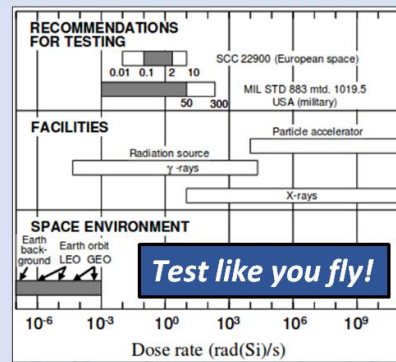 RECOMMENDATIONS
FOR TESTING
SCC 22900 (European space)
0.01 0.1 2 10
MIL STD 883 mtd. 1019.5
USA (military)
50 300
FACILITIES
Particle accelerator
Radiation source
γ -rays
X-rays
SPACE ENVIRONMENT
Earth
back-
ground
Earth orbit
LEO GEO
Test like you fly!
10-6 10-3 100 103 106 109
Dose rate (rad(Si)/s)